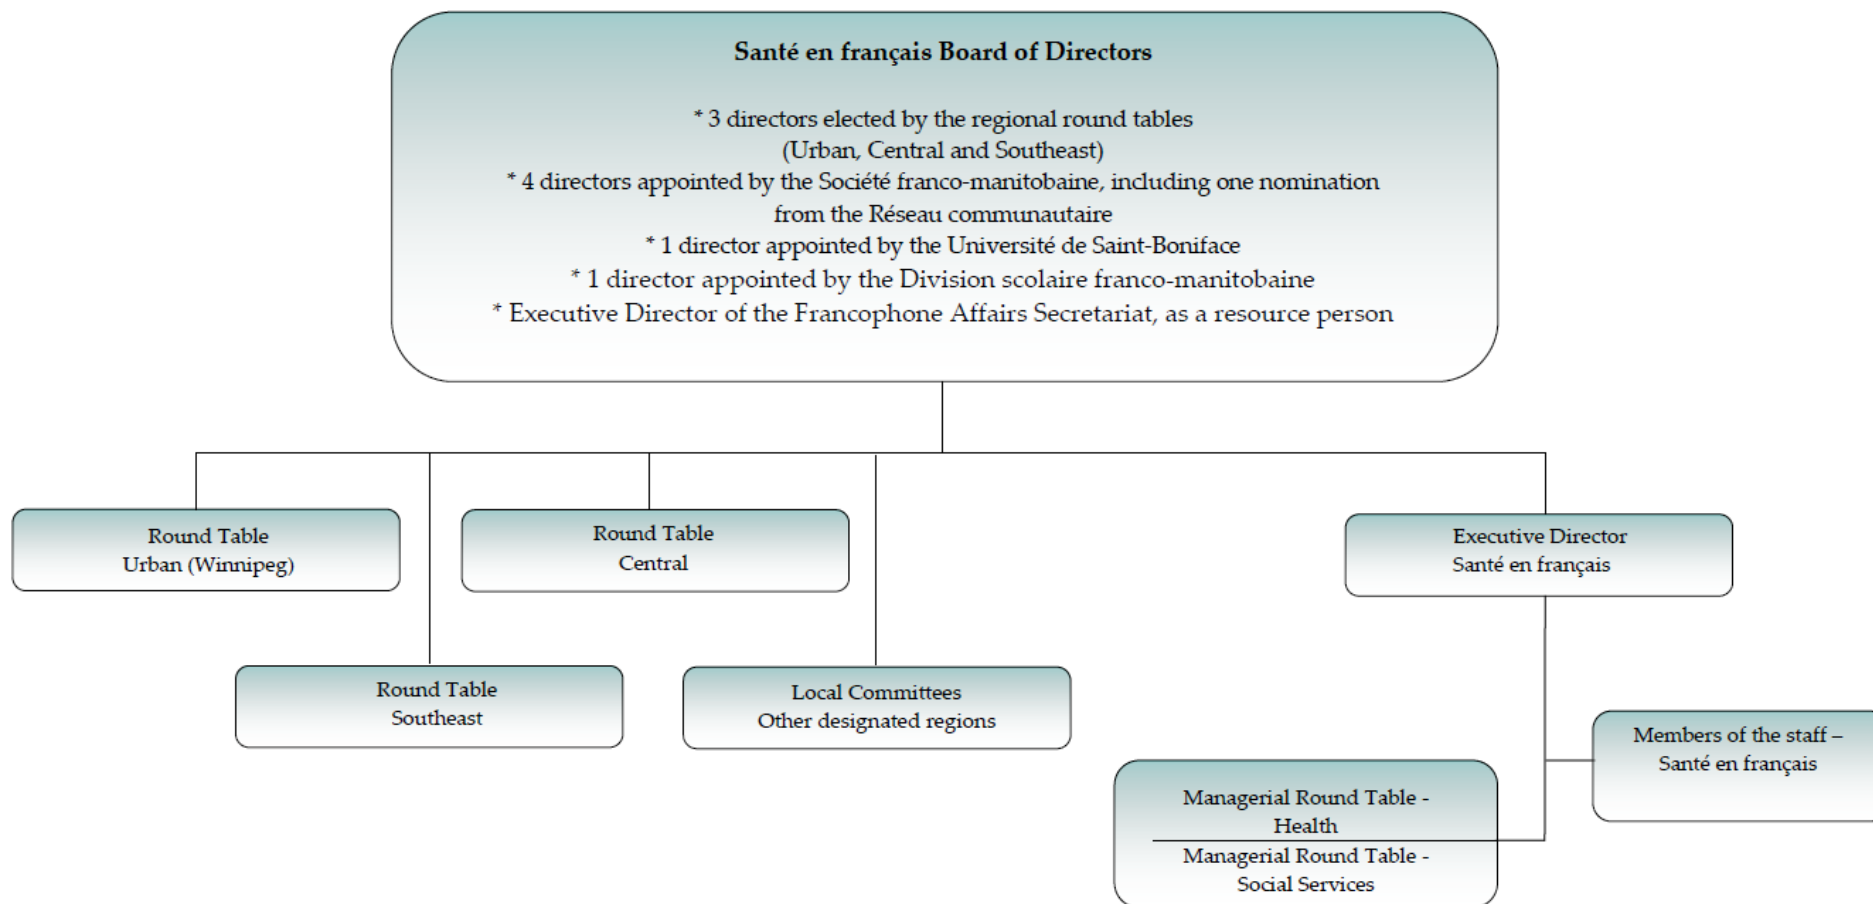 Santé en français Board of Directors
* 3 directors elected by the regional round tables
(Urban, Central and Southeast)
* 4 directors appointed by the Société franco-manitobaine, including one nomination
from the Réseau communautaire
* 1 director appointed by the Université de Saint-Boniface
* 1 director appointed by the Division scolaire franco-manitobaine
* Executive Director of the Francophone Affairs Secretariat, as a resource person
Round Table
Urban (Winnipeg)
Round Table
Central
Executive Director
Santé en français
Round Table
Southeast
Local Committees
Other designated regions
Members of the staff –
Santé en français
Managerial Round Table -
Health
Managerial Round Table -
Social Services